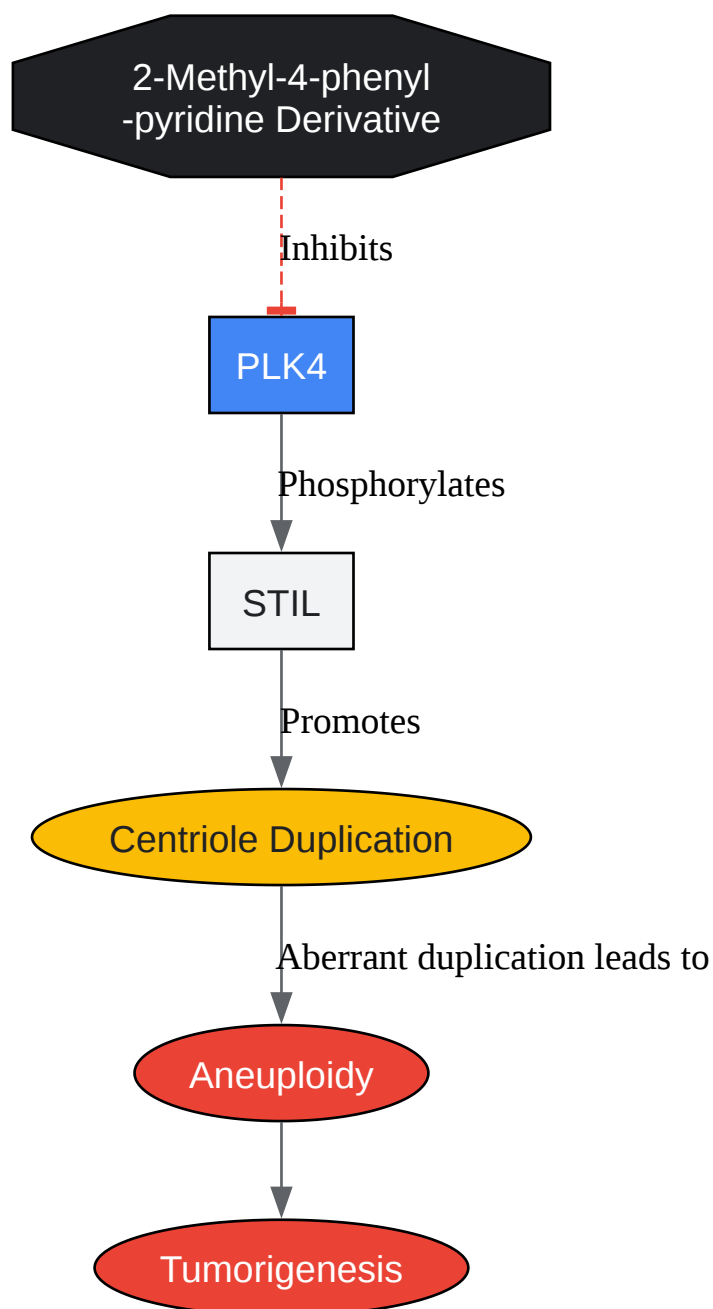 2-Methyl-4-phenyl
-pyridine Derivative
Inhibits
PLK4
Phosphorylates
STIL
Promotes
Centriole Duplication
Aberrant duplication leads to
Aneuploidy
Tumorigenesis